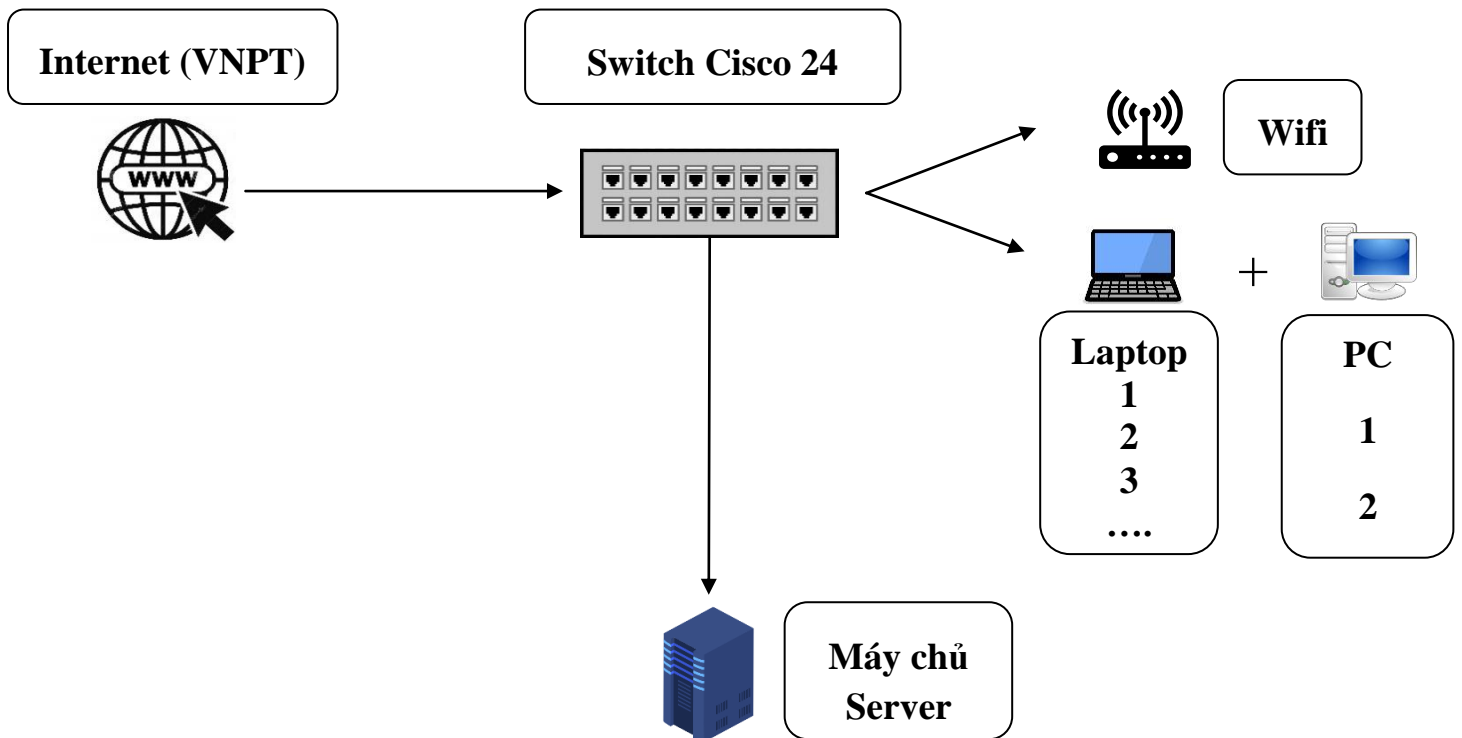 Internet (VNPT)
Switch Cisco 24
WWW
Wifi
Laptop
1
2
3
....
PC
1
2
Máy chủ
Server